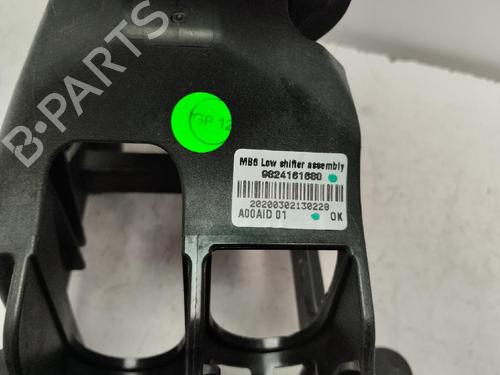 B-PARTS
GP 12
MB6 Low shifter assembly
9824161680
20200302130228
A00AID 01 OK